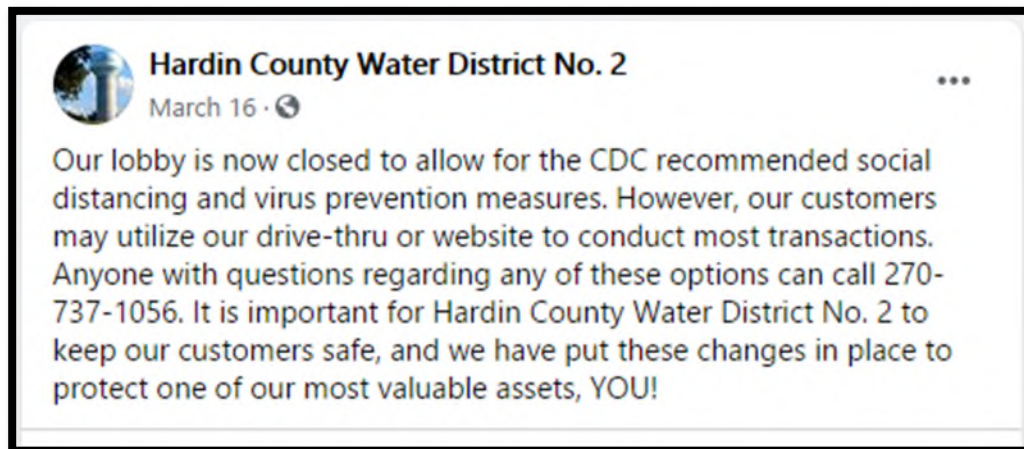 Hardin County Water District No. 2
March 16 ·
Our lobby is now closed to allow for the CDC recommended social
distancing and virus prevention measures. However, our customers
may utilize our drive-thru or website to conduct most transactions.
Anyone with questions regarding any of these options can call 270-
737-1056. It is important for Hardin County Water District No. 2 to
keep our customers safe, and we have put these changes in place to
protect one of our most valuable assets, YOU!